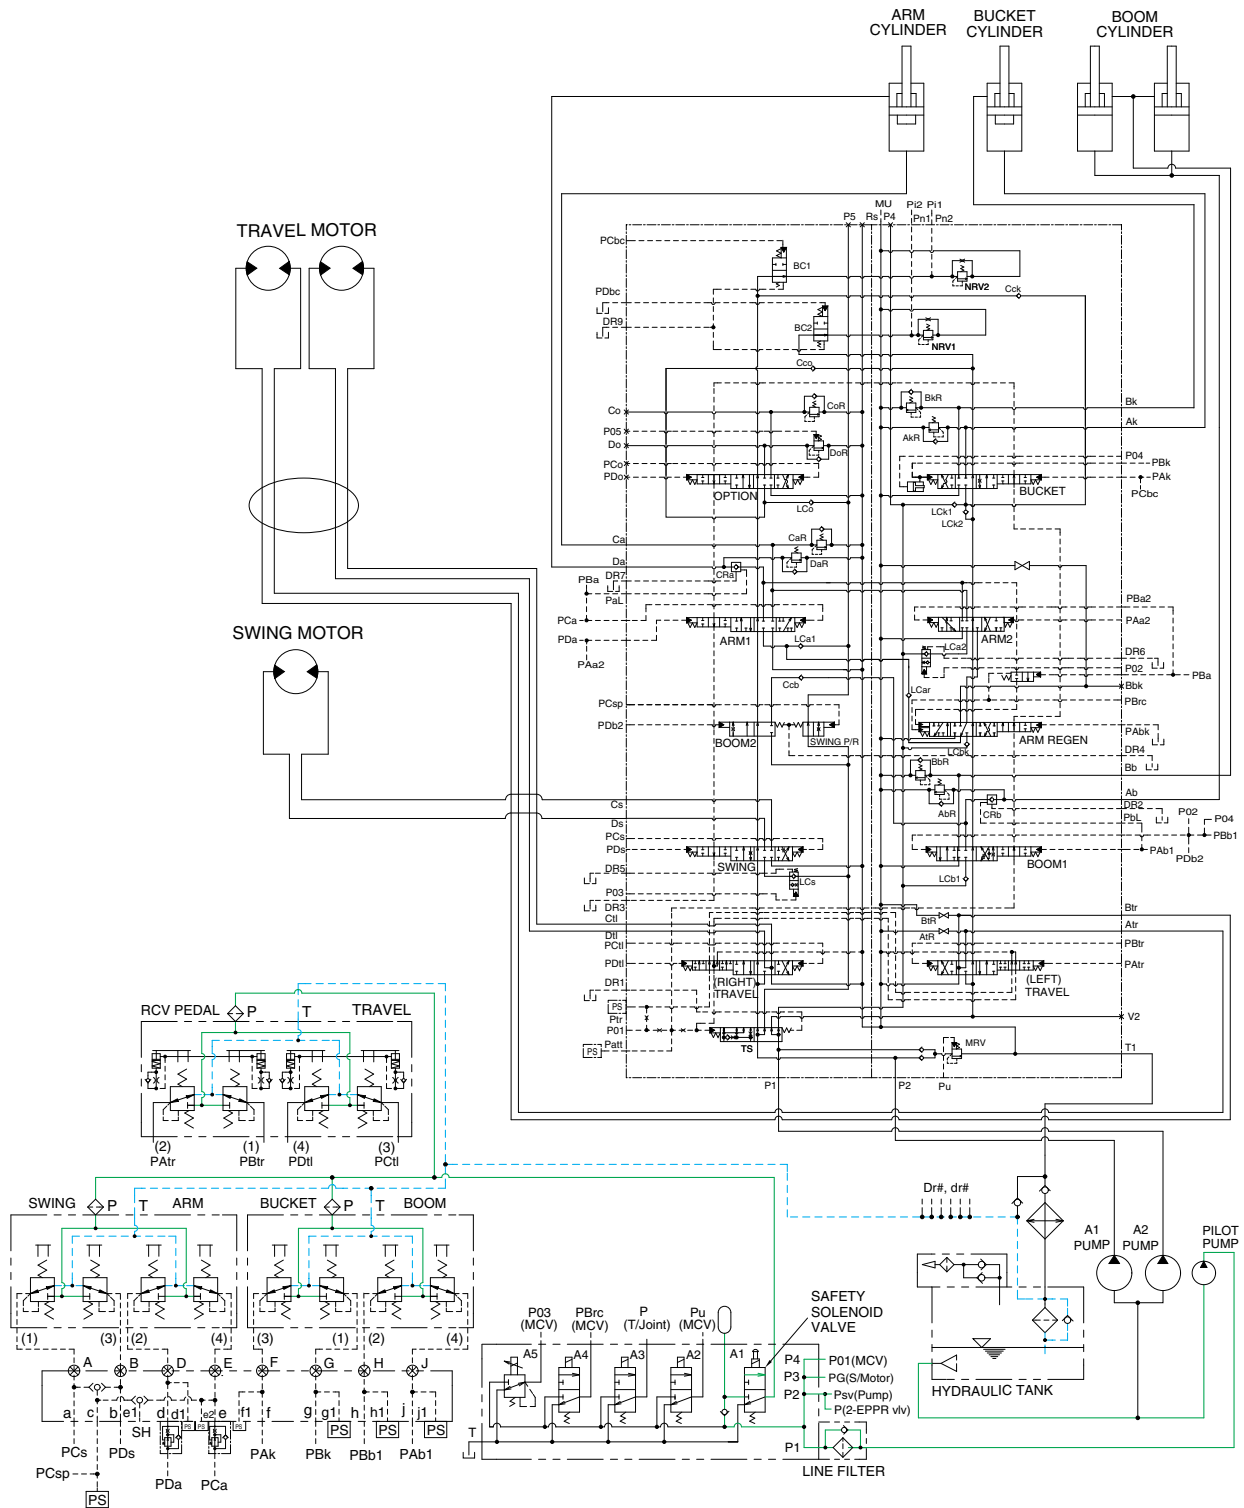 ARM
CYLINDER
BUCKET
CYLINDER
BOOM
CYLINDER
TRAVEL MOTOR
SWING MOTOR
P5
Rs
MU
P4
Pi2
Pn1
Pi1
Pn2
PCbc
BC1
NRV2
Cck
PDbc
DR9
BC2
NRV1
Cco
Co
CoR
BkR
Bk
P05
Do
DoR
AkR
Ak
PCo
PDo
OPTION
P04
PBk
PAk
PCbc
BUCKET
LCo
LCk1
LCk2
Ca
CaR
Da
DaR
CRa
DR7
PBa
PaL
PCa
PDa
PAa2
ARM1
LCa1
PBa2
PAa2
ARM2
LCa2
DR6
P02
PBa
Ccb
LCar
Bbk
PBrc
PCsp
PDb2
BOOM2
SWING P/R
ARM REGEN
PAbk
LCbk
DR4
BbR
Bb
Cs
AbR
CRb
Ab
DR2
PbL
P02
P04
PBb1
PAb1
PDb2
Ds
PCs
PDs
SWING
BOOM1
DR5
LCs
LCb1
P03
DR3
Ctl
BtR
Btr
Dtl
AtR
Atr
PCtl
PBtr
PDtl
PAtr
(RIGHT)
TRAVEL
(LEFT)
TRAVEL
DR1
PS
Ptr
P01
Patt
PS
TS
V2
MRV
T1
P1
P2
Pu
RCV PEDAL
P
T
TRAVEL
(2)
PAtr
(1)
PBtr
(4)
PDtl
(3)
PCtl
SWING
P
T
ARM
BUCKET
P
T
BOOM
(1)
(3)
(2)
(4)
(3)
(1)
(2)
(4)
A
B
D
E
F
G
H
J
a
c
b
e1
d
d1
PS
PS
e2
e
PS
f1
f
g
g1
h
h1
j
j1
SH
PS
PS
PS
PCs
PDs
PCsp
PS
PDa
PCa
PAk
PBk
PBb1
PAb1
Dr#, dr#
A1
PUMP
A2
PUMP
PILOT
PUMP
HYDRAULIC TANK
SAFETY
SOLENOID
VALVE
P03
(MCV)
PBrc
(MCV)
P
(T/Joint)
Pu
(MCV)
A5
A4
A3
A2
A1
P4
P01(MCV)
P3
PG(S/Motor)
P2
Psv(Pump)
P(2-EPPR vlv)
T
P1
LINE FILTER